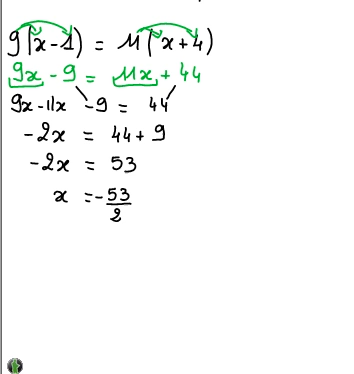 9(x-1) = 11(x+4)
9x - 9 = 11x + 44
9x - 11x - 9 = 44
-2x = 44 + 9
-2x = 53
x = -53/2